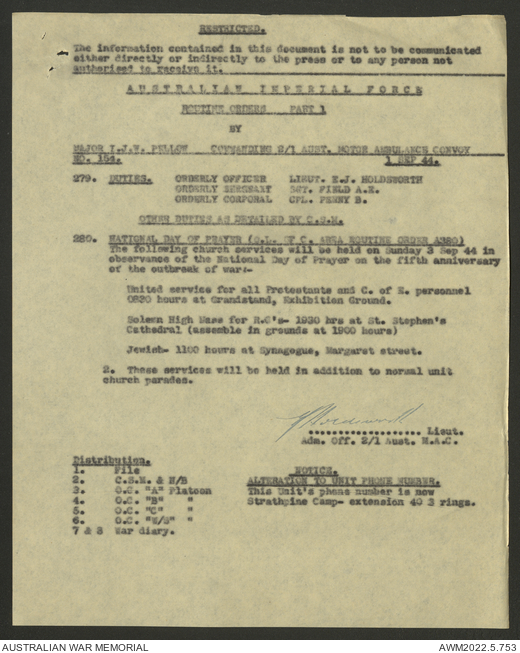 RESTRICTED.
The information contained in this document is not to be communicated
either directly or indirectly to the press or to any person not
authorised to receive it.
AUSTRALIAN IMPERIAL FORCE
ROUTINE ORDERS PART 1
BY
MAJOR I.J.W. PELLOW COMMANDING 2/1 AUST. MOTOR AMBULANCE CONVOY
NO. 154. 1 SEP 44.
279. DUTIES. ORDERLY OFFICER LIEUT. E.J. HOLDSWORTH
ORDERLY SERGEANT SGT. FIELD A.E.
ORDERLY CORPORAL CPL. PENNY B.
OTHER DUTIES AS DETAILED BY C.S.M.
280. NATIONAL DAY OF PRAYER (Q.L. OF C. AREA ROUTINE ORDER A280)
The following church services will be held on Sunday 3 Sep 44 in
observance of the National Day of Prayer on the fifth anniversary
of the outbreak of war:-
United service for all Protestants and C. of E. personnel
0820 hours at Grandstand, Exhibition Ground.
Solemn High Mass for R.C's- 1930 hrs at St. Stephen's
Cathedral (assemble in grounds at 1900 hours)
Jewish- 1100 hours at Synagogue, Margaret street.
2. These services will be held in addition to normal unit
church parades.
.................... Lieut.
Adm. Off. 2/1 Aust. M.A.C.
Distribution.
1. File
2. C.S.M. & N/B
3. O.C. "A" Platoon
4. O.C. "B" "
5. O.C. "C" "
6. O.C. "W/S" "
7 & 8 War diary.
NOTICE.
ALTERATION TO UNIT PHONE NUMBER.
This Unit's phone number is now
Strathpine Camp- extension 40 3 rings.
AUSTRALIAN WAR MEMORIAL
AWM2022.5.753